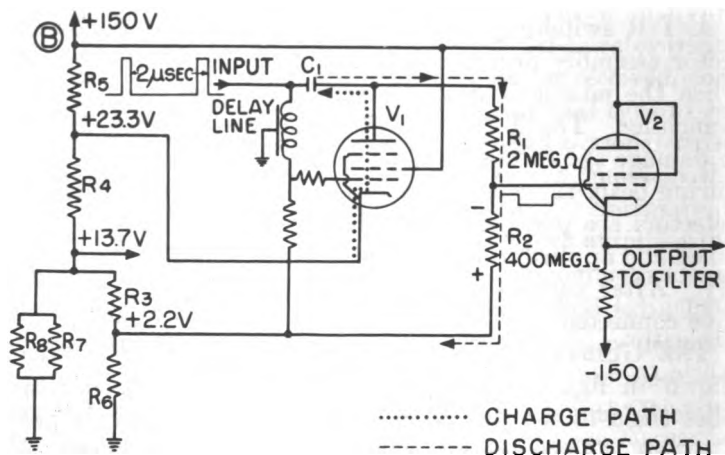 +150V
B
R5
2μSEC
INPUT
C1
DELAY LINE
V1
V2
+23.3V
R4
R1
2 MEG.Ω
+13.7V
−
R2
400 MEG.Ω
+
OUTPUT
TO FILTER
R3
+2.2V
R8
R7
R6
-150V
CHARGE PATH
DISCHARGE PATH